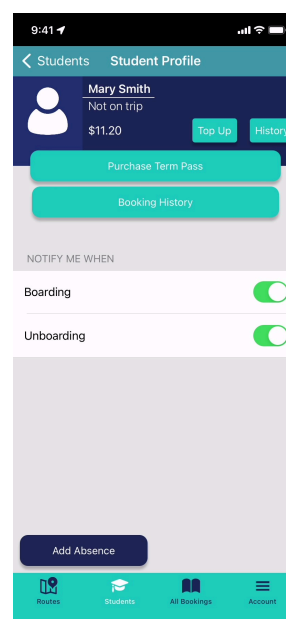 9:41
Students Student Profile
Mary Smith
Not on trip
$11.20 Top Up History
Purchase Term Pass
Booking History
NOTIFY ME WHEN
Boarding
Unboarding
Add Absence
Routes Students All Bookings Account